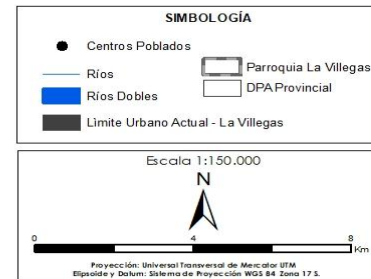 SIMBOLOGÍA
Centros Poblados
Ríos
Ríos Dobles
Lìmite Urbano Actual - La Villegas
Parroquia La Villegas
DPA Provincial
Escala 1:150.000
N
0 4 8
Km
Proyección: Universal Transversal de Mercator UTM
Elipsoide y Datum: Sistema de Proyección WGS 84 Zona 17 S.